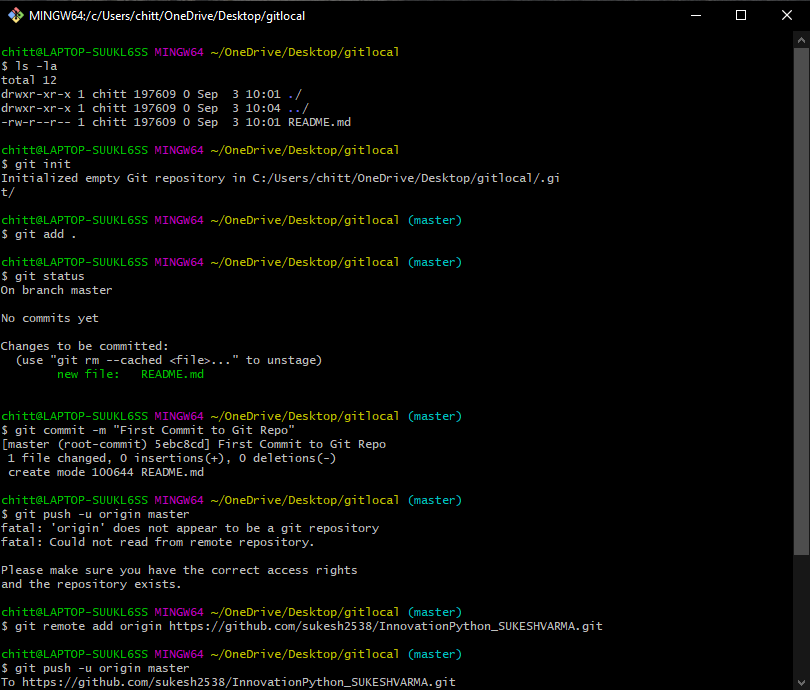 MINGW64:/c/Users/chitt/OneDrive/Desktop/gitlocal
chitt@LAPTOP-SUUKL6SS MINGW64 ~/OneDrive/Desktop/gitlocal
$ ls -la
total 12
drwxr-xr-x 1 chitt 197609 0 Sep  3 10:01 ./
drwxr-xr-x 1 chitt 197609 0 Sep  3 10:04 ../
-rw-r--r-- 1 chitt 197609 0 Sep  3 10:01 README.md
chitt@LAPTOP-SUUKL6SS MINGW64 ~/OneDrive/Desktop/gitlocal
$ git init
Initialized empty Git repository in C:/Users/chitt/OneDrive/Desktop/gitlocal/.gi
t/
chitt@LAPTOP-SUUKL6SS MINGW64 ~/OneDrive/Desktop/gitlocal (master)
$ git add .
chitt@LAPTOP-SUUKL6SS MINGW64 ~/OneDrive/Desktop/gitlocal (master)
$ git status
On branch master
No commits yet
Changes to be committed:
  (use "git rm --cached <file>..." to unstage)
        new file:   README.md
chitt@LAPTOP-SUUKL6SS MINGW64 ~/OneDrive/Desktop/gitlocal (master)
$ git commit -m "First Commit to Git Repo"
[master (root-commit) 5ebc8cd] First Commit to Git Repo
 1 file changed, 0 insertions(+), 0 deletions(-)
 create mode 100644 README.md
chitt@LAPTOP-SUUKL6SS MINGW64 ~/OneDrive/Desktop/gitlocal (master)
$ git push -u origin master
fatal: 'origin' does not appear to be a git repository
fatal: Could not read from remote repository.
Please make sure you have the correct access rights
and the repository exists.
chitt@LAPTOP-SUUKL6SS MINGW64 ~/OneDrive/Desktop/gitlocal (master)
$ git remote add origin https://github.com/sukesh2538/InnovationPython_SUKESHVARMA.git
chitt@LAPTOP-SUUKL6SS MINGW64 ~/OneDrive/Desktop/gitlocal (master)
$ git push -u origin master
To https://github.com/sukesh2538/InnovationPython_SUKESHVARMA.git